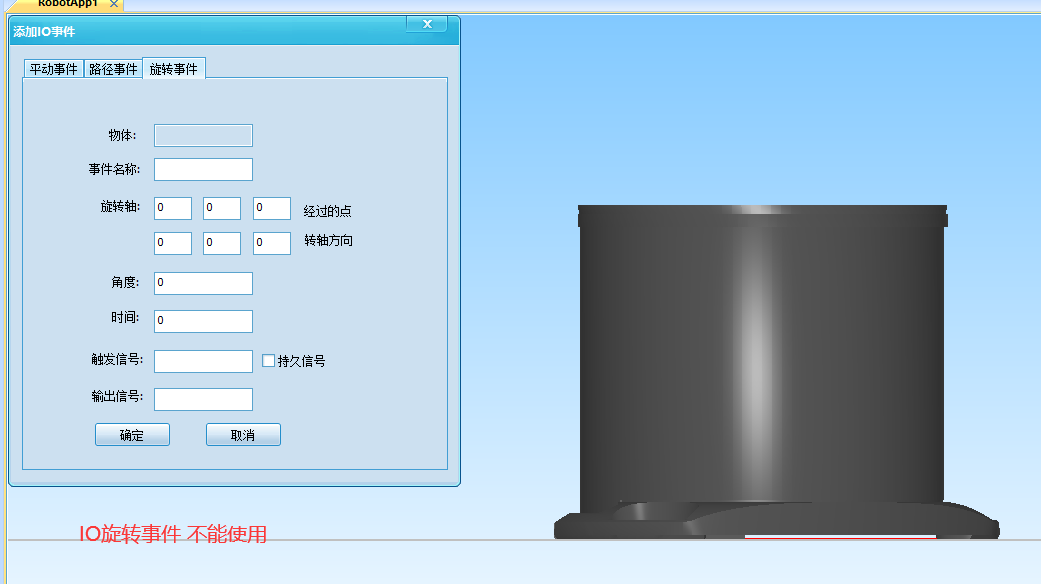 RobotApp1
添加IO事件
平动事件 路径事件 旋转事件
物体:
事件名称:
旋转轴: 0 0 0 经过的点
0 0 0 转轴方向
角度: 0
时间: 0
触发信号: 持久信号
输出信号:
确定 取消
IO旋转事件 不能使用